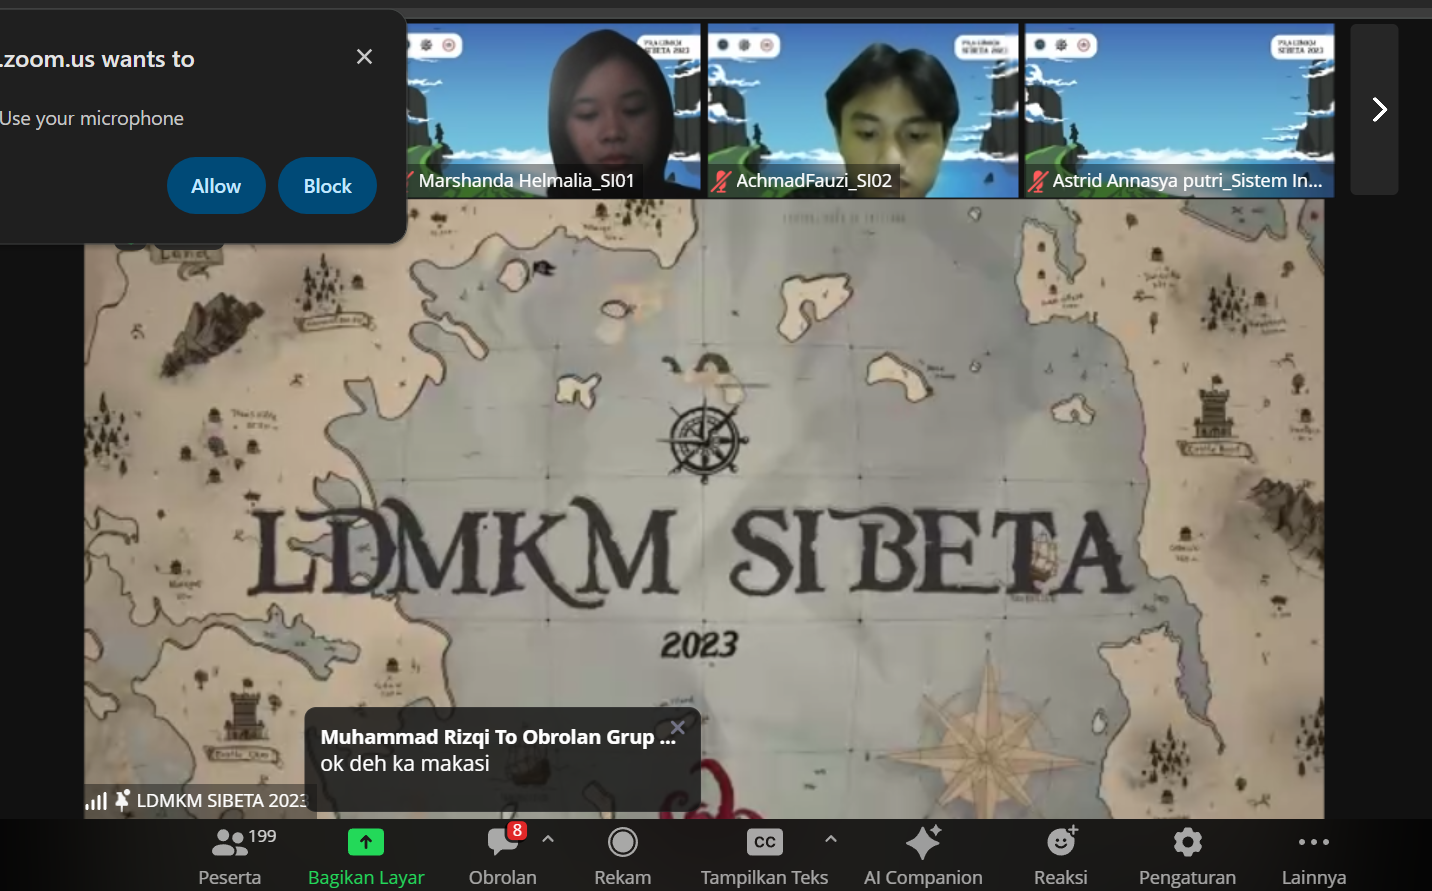 .zoom.us wants to
Use your microphone
Allow
Block
Marshanda Helmalia_SI01
AchmadFauzi_SI02
Astrid Annasya putri_Sistem In...
SIBETA 2023
LDMKM SIBETA
2023
Muhammad Rizqi To Obrolan Grup ...
ok deh ka makasi
LDMKM SIBETA 2023
199
Peserta
Bagikan Layar
8
Obrolan
Rekam
CC
Tampilkan Teks
AI Companion
Reaksi
Pengaturan
Lainnya